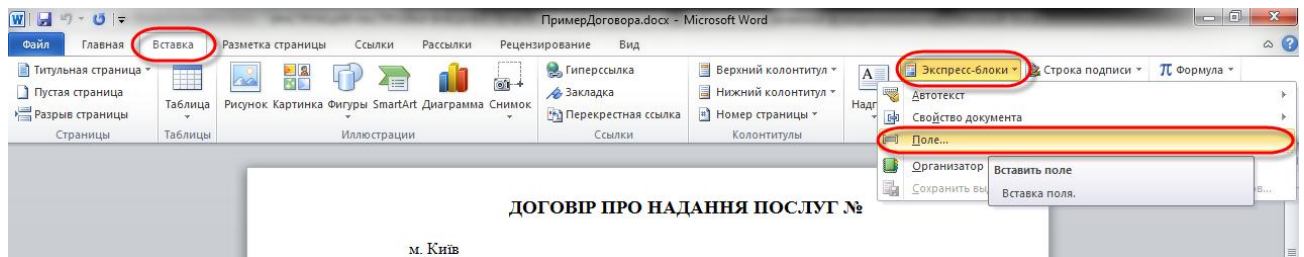 ПримерДоговора.docx - Microsoft Word
Файл Главная Вставка Разметка страницы Ссылки Рассылки Реценз ирование Вид
Титульная страница
Пустая страница
Разрыв страницы
Страницы
Таблица
Таблицы
Рисунок Картинка Фигуры SmartArt Диаграмма Снимок
Иллюстрации
Гиперссылка
Закладка
Перекрестная ссылка
Ссылки
Верхний колонтитул
Нижний колонтитул
Номер страницы
Колонтитулы
Экспресс-блоки Строка подписи Формула
Автотекст
Свойство документа
Поле...
Организатор
Сохранить
Вставить поле
Вставка поля.
ДОГОВІР ПРО НАДАННЯ ПОСЛУГ №
м. Київ